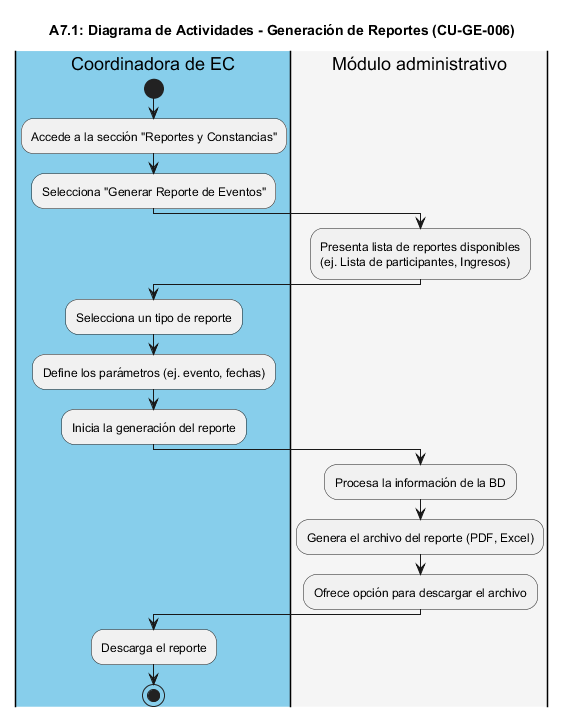 A7.1: Diagrama de Actividades - Generación de Reportes (CU-GE-006)
Coordinadora de EC
Módulo administrativo
Accede a la sección "Reportes y Constancias"
Selecciona "Generar Reporte de Eventos"
Presenta lista de reportes disponibles
(ej. Lista de participantes, Ingresos)
Selecciona un tipo de reporte
Define los parámetros (ej. evento, fechas)
Inicia la generación del reporte
Procesa la información de la BD
Genera el archivo del reporte (PDF, Excel)
Ofrece opción para descargar el archivo
Descarga el reporte